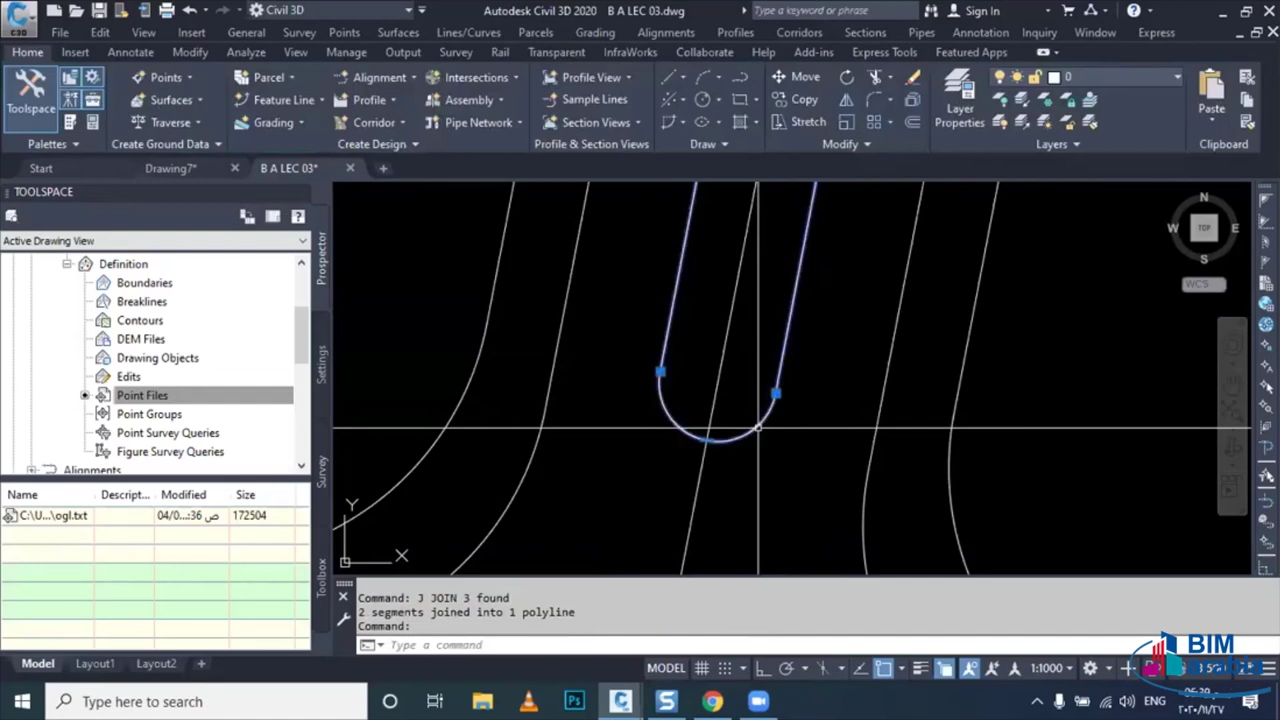 C3D
Civil 3D
Autodesk Civil 3D 2020 B A LEC 03.dwg
Type a keyword or phrase
Sign In
File Edit View Insert General Survey Points Surfaces Lines/Curves Parcels Grading Alignments Profiles Corridors Sections Pipes Annotation Inquiry Window Express
Home Insert Annotate Modify Analyze View Manage Output Survey Rail Transparent InfraWorks Collaborate Help Add-ins Express Tools Featured Apps
Points Parcel Alignment Intersections Profile View Move 0
Toolspace Surfaces Feature Line Profile Assembly Sample Lines Copy Layer Properties Paste
Traverse Grading Corridor Pipe Network Section Views Stretch
Palettes Create Ground Data Create Design Profile & Section Views Draw Modify Layers Clipboard
Start Drawing7* B A LEC 03*
TOOLSPACE
Active Drawing View
Definition
Boundaries
Breaklines
Contours
DEM Files
Drawing Objects
Edits
Point Files
Point Groups
Point Survey Queries
Figure Survey Queries
Alignments
Prospector
Settings
Survey
Toolbox
Name Descript... Modified Size
C:\U...\ogl.txt 04/0...:36 ص 172504
N
W TOP E
S
WCS
Y
X
Command: J JOIN 3 found
2 segments joined into 1 polyline
Command:
Type a command
Model Layout1 Layout2
MODEL 1:1000
BIM
arabia
Type here to search
ENG